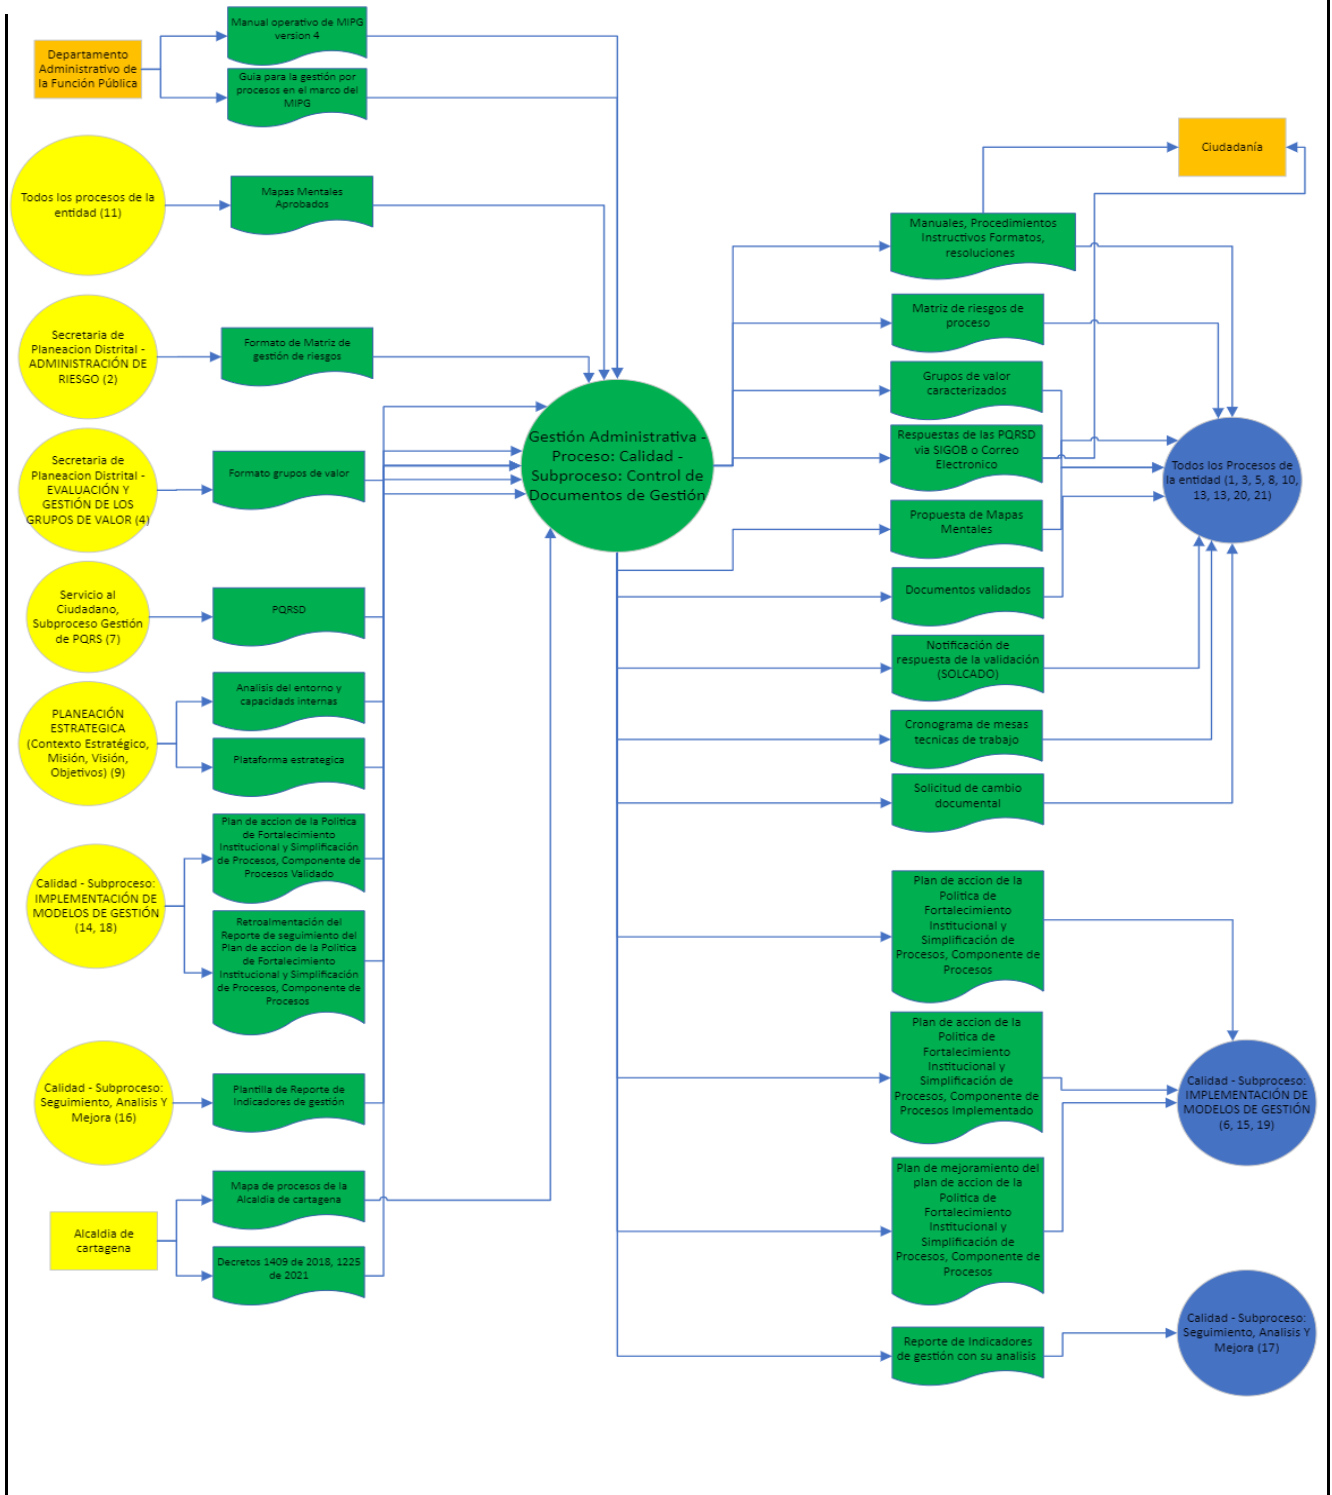 Manual operativo de MIPG
version 4
Departamento
Administrativo de
la Función Pública
Guia para la gestión por
procesos en el marco del
MIPG
Todos los procesos de la
entidad (11)
Mapas Mentales
Aprobados
Secretaria de
Planeacion Distrital -
ADMINISTRACIÓN DE
RIESGO (2)
Formato de Matriz de
gestión de riesgos
Secretaria de
Planeacion Distrital -
EVALUACIÓN Y
GESTIÓN DE LOS
GRUPOS DE VALOR (4)
Formato grupos de valor
Servicio al
Ciudadano,
Subproceso Gestión
de PQRS (7)
PQRSD
PLANEACIÓN
ESTRATEGICA
(Contexto Estratégico,
Misión, Visión,
Objetivos) (9)
Analisis del entorno y
capacidads internas
Plataforma estrategica
Calidad - Subproceso:
IMPLEMENTACIÓN DE
MODELOS DE GESTIÓN
(14, 18)
Plan de accion de la Politica
de Fortalecimiento
Institucional y Simplificación
de Procesos, Componente de
Procesos Validado
Retroalmentación del
Reporte de seguimiento del
Plan de accion de la Politica
de Fortalecimiento
Institucional y Simplificación
de Procesos, Componente de
Procesos
Calidad - Subproceso:
Seguimiento, Analisis Y
Mejora (16)
Plantilla de Reporte de
Indicadores de gestión
Alcaldia de
cartagena
Mapa de procesos de la
Alcaldia de cartagena
Decretos 1409 de 2018, 1225
de 2021
Gestión Administrativa -
Proceso: Calidad -
Subproceso: Control de
Documentos de Gestión
Ciudadanía
Manuales, Procedimientos
Instructivos Formatos,
resoluciones
Matriz de riesgos de
proceso
Grupos de valor
caracterizados
Respuestas de las PQRSD
via SIGOB o Correo
Electronico
Propuesta de Mapas
Mentales
Documentos validados
Notificación de
respuesta de la validación
(SOLCADO)
Cronograma de mesas
tecnicas de trabajo
Solicitud de cambio
documental
Todos los Procesos de
la entidad (1, 3, 5, 8, 10,
13, 13, 20, 21)
Plan de accion de la
Politica de
Fortalecimiento
Institucional y
Simplificación de
Procesos, Componente de
Procesos
Plan de accion de la
Politica de
Fortalecimiento
Institucional y
Simplificación de
Procesos, Componente de
Procesos Implementado
Plan de mejoramiento del
plan de accion de la
Politica de
Fortalecimiento
Institucional y
Simplificación de
Procesos, Componente de
Procesos
Calidad - Subproceso:
IMPLEMENTACIÓN DE
MODELOS DE GESTIÓN
(6, 15, 19)
Reporte de Indicadores
de gestión con su analisis
Calidad - Subproceso:
Seguimiento, Analisis Y
Mejora (17)